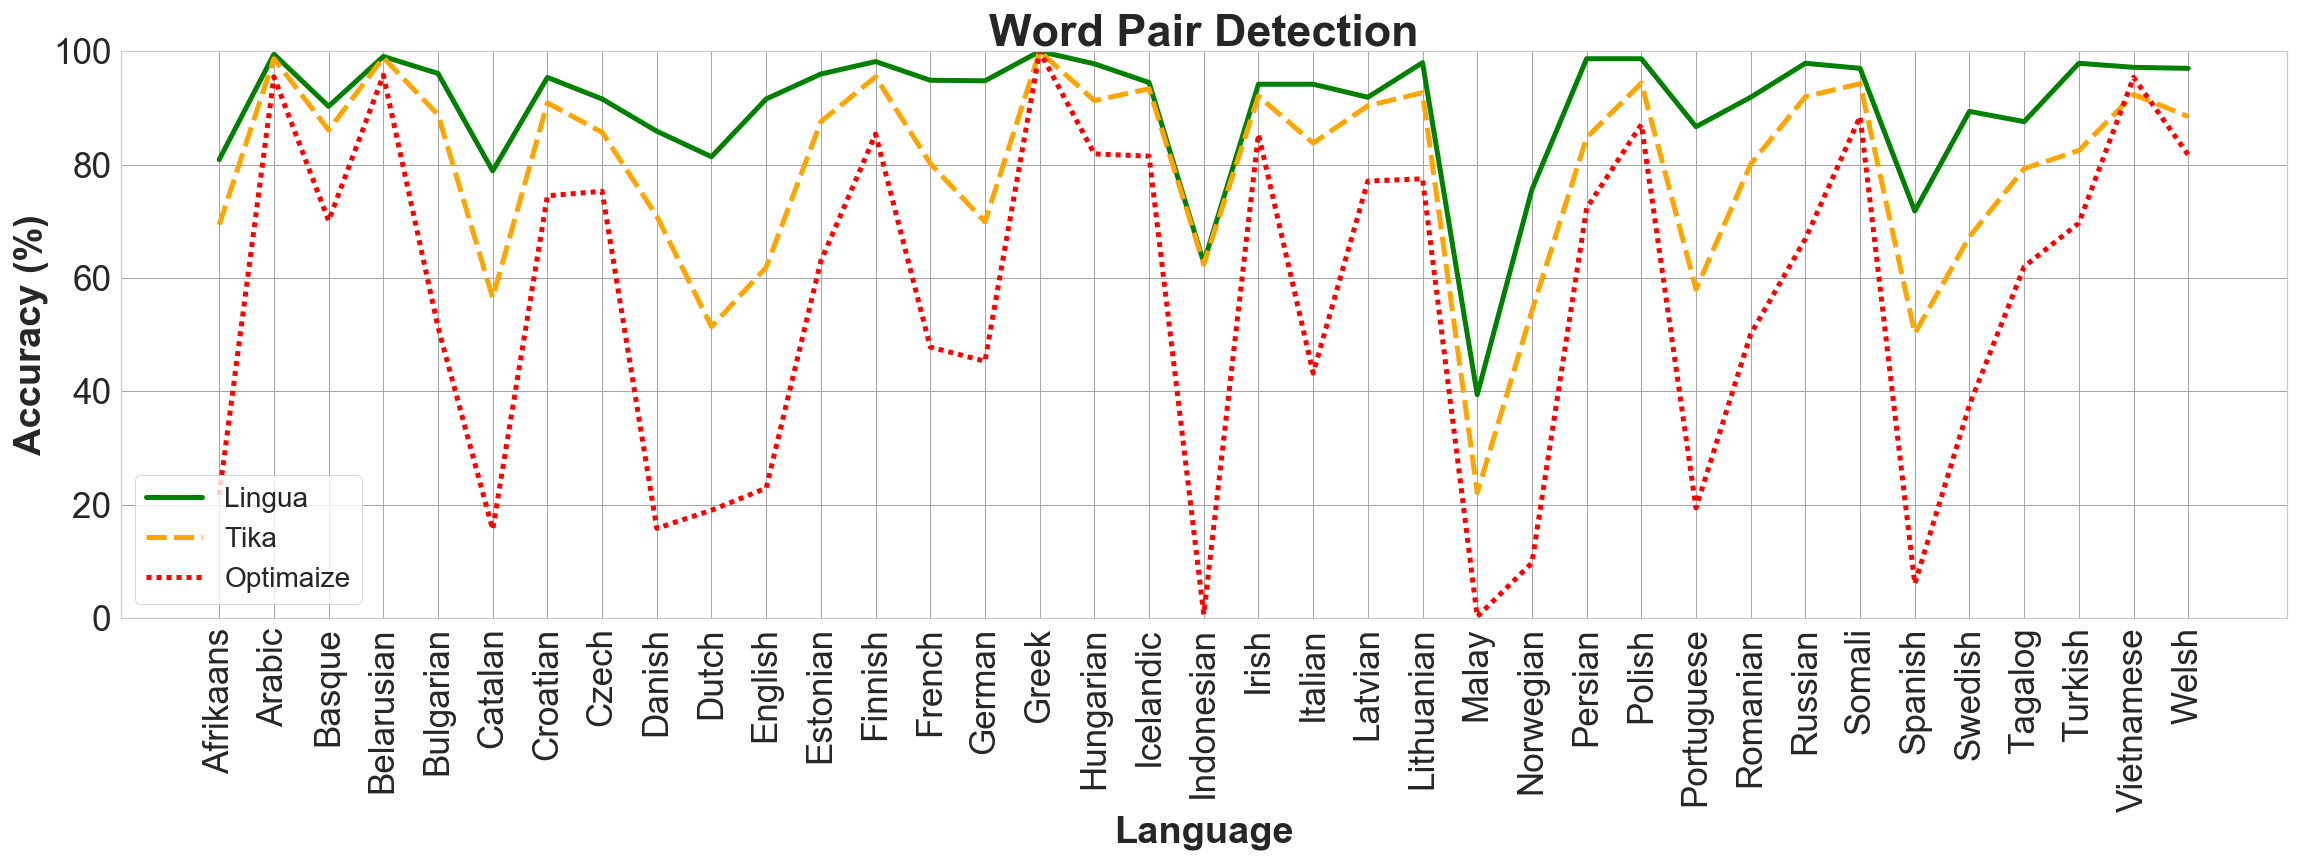 Word Pair Detection
Accuracy (%)
100
80
60
40
20
0
Lingua
Tika
Optimaize
Afrikaans
Arabic
Basque
Belarusian
Bulgarian
Catalan
Croatian
Czech
Danish
Dutch
English
Estonian
Finnish
French
German
Greek
Hungarian
Icelandic
Indonesian
Irish
Italian
Latvian
Lithuanian
Malay
Norwegian
Persian
Polish
Portuguese
Romanian
Russian
Somali
Spanish
Swedish
Tagalog
Turkish
Vietnamese
Welsh
Language